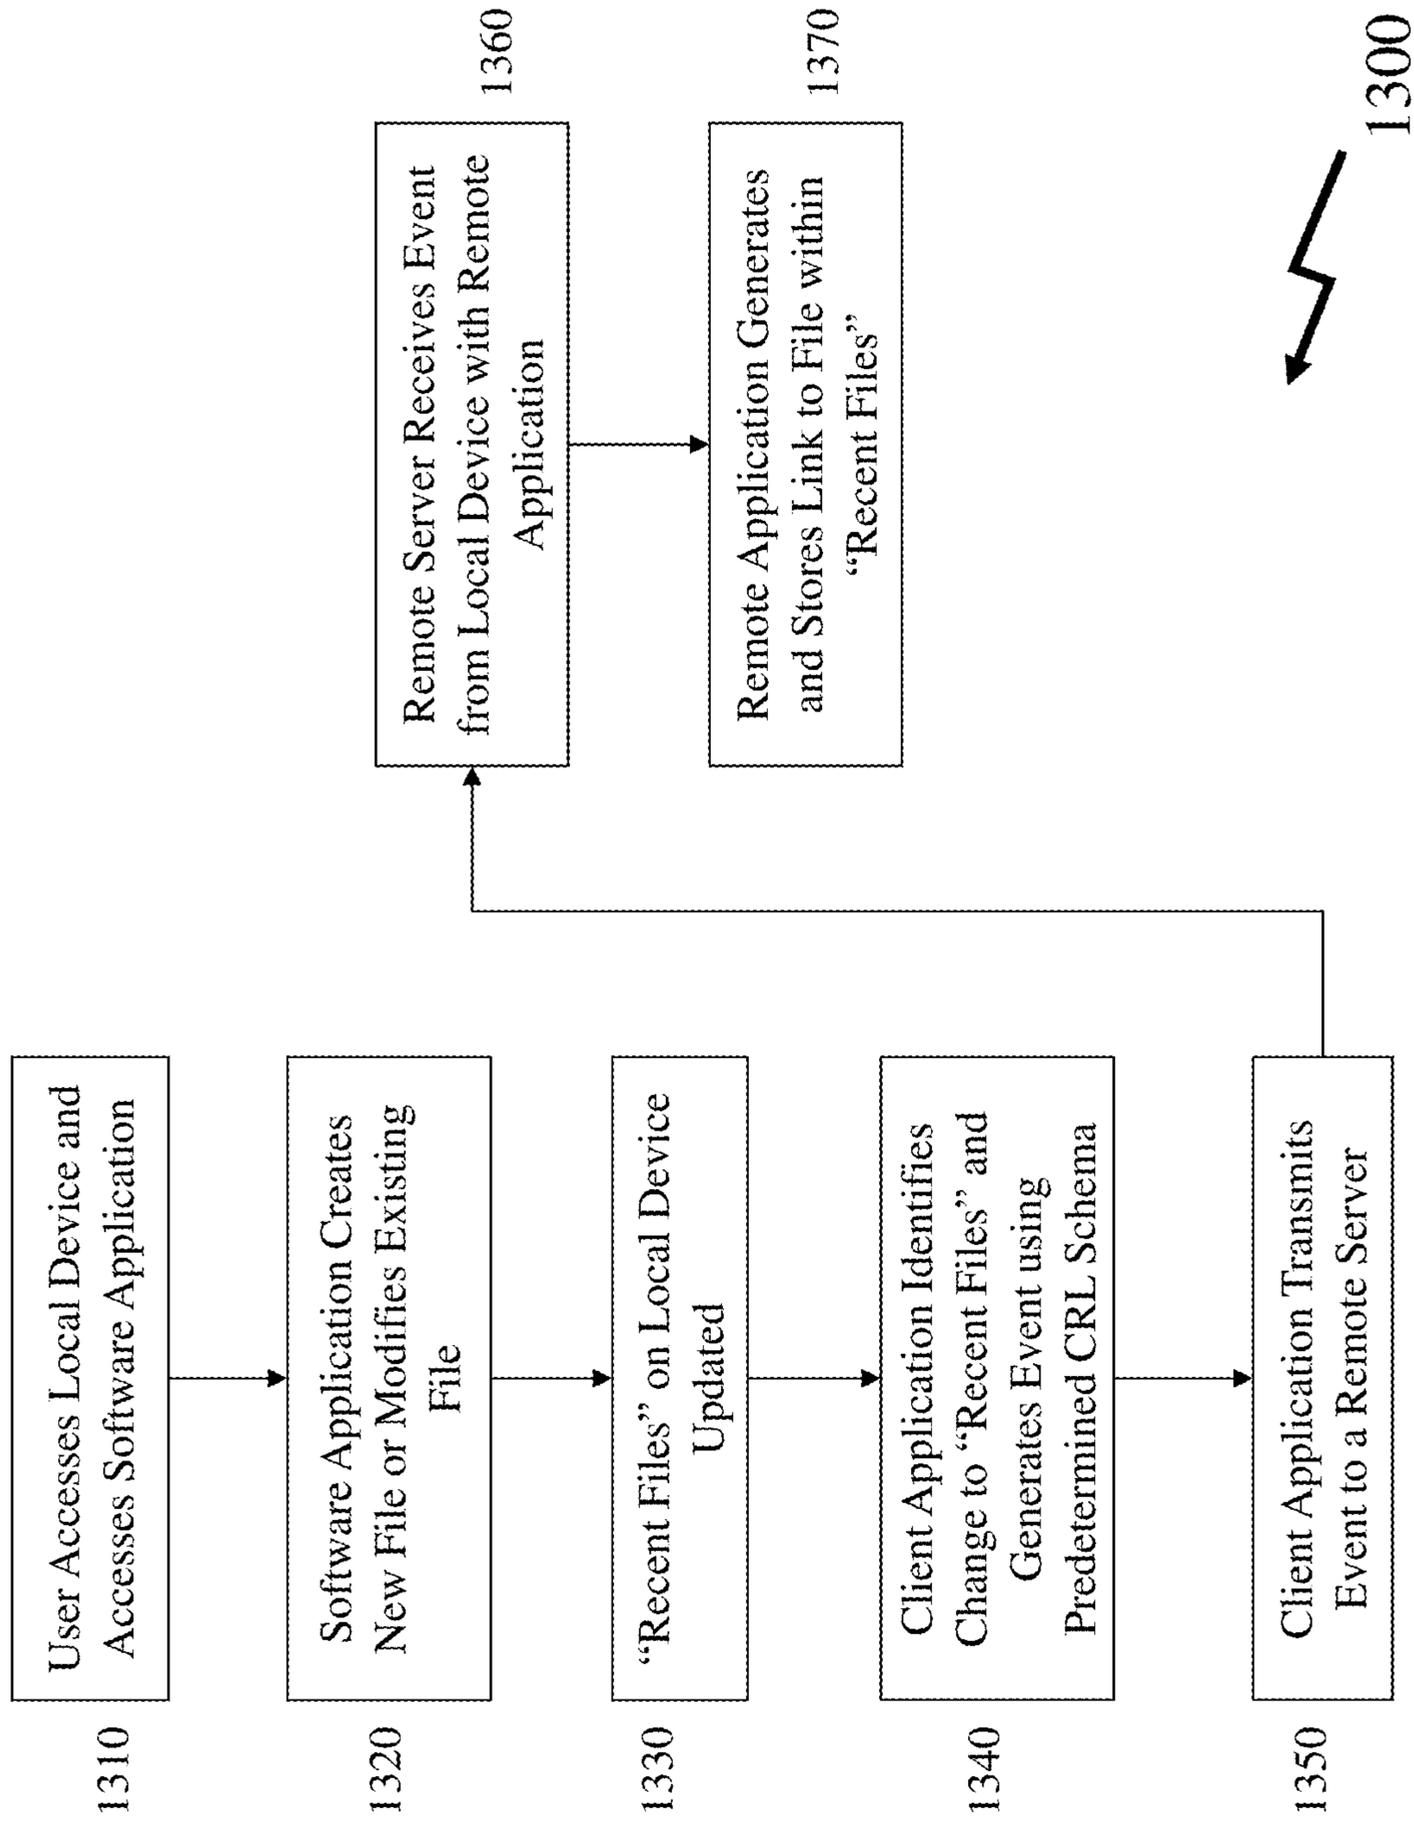 1310
User Accesses Local Device and
Accesses Software Application
1320
Software Application Creates
New File or Modifies Existing
File
1330
“Recent Files” on Local Device
Updated
1340
Client Application Identifies
Change to “Recent Files” and
Generates Event using
Predetermined CRL Schema
1350
Client Application Transmits
Event to a Remote Server
Remote Server Receives Event
from Local Device with Remote
Application
1360
Remote Application Generates
and Stores Link to File within
“Recent Files”
1370
1300